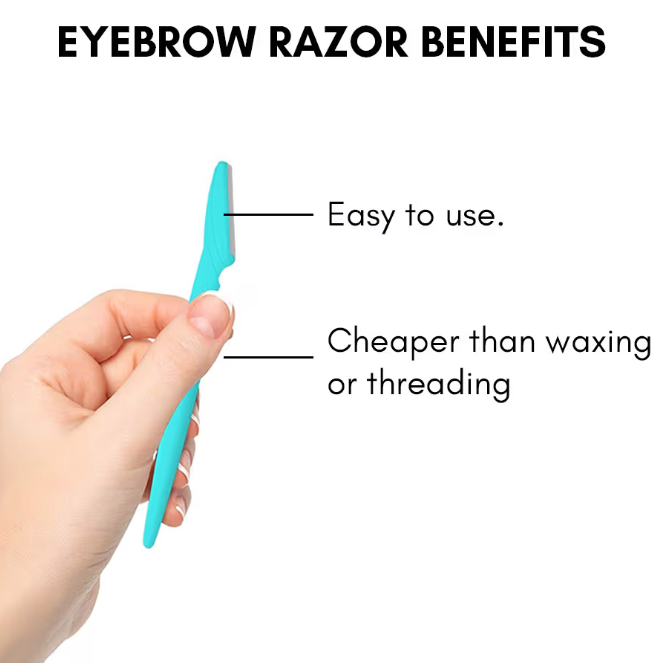 EYEBROW RAZOR BENEFITS
Easy to use.
Cheaper than waxing
or threading